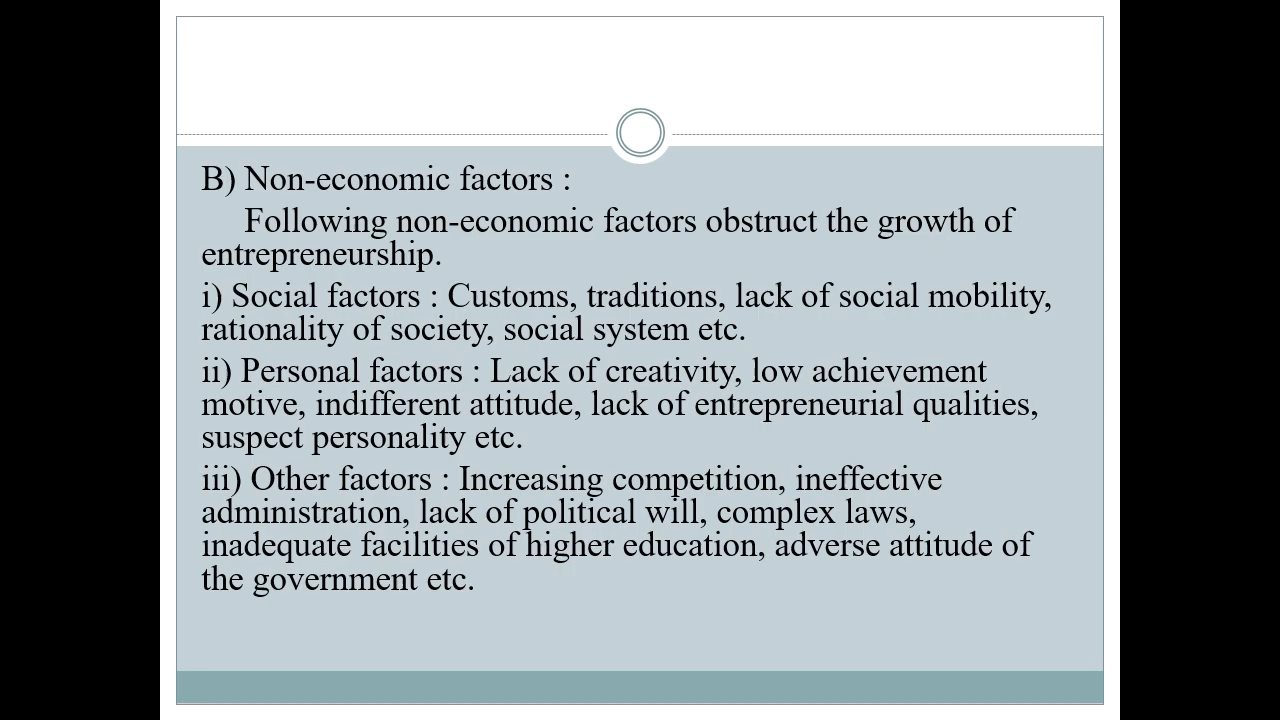 B) Non-economic factors :
Following non-economic factors obstruct the growth of
entrepreneurship.
i) Social factors : Customs, traditions, lack of social mobility,
rationality of society, social system etc.
ii) Personal factors : Lack of creativity, low achievement
motive, indifferent attitude, lack of entrepreneurial qualities,
suspect personality etc.
iii) Other factors : Increasing competition, ineffective
administration, lack of political will, complex laws,
inadequate facilities of higher education, adverse attitude of
the government etc.